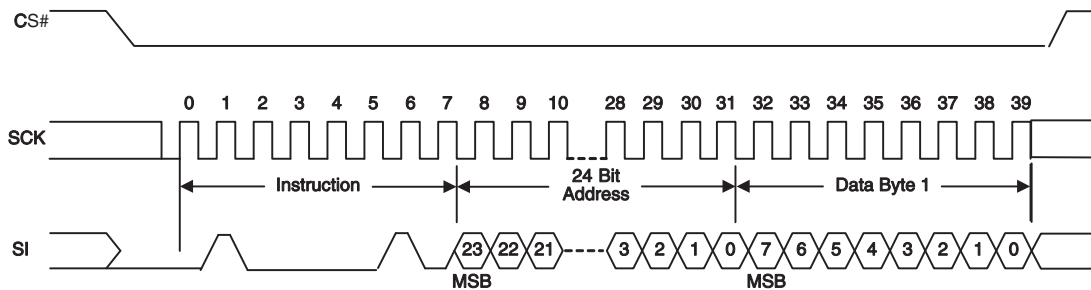 CS#
0 1 2 3 4 5 6 7 8 9 10 28 29 30 31 32 33 34 35 36 37 38 39
SCK
Instruction
24 Bit
Address
Data Byte 1
SI
23 22 21 3 2 1 0 7 6 5 4 3 2 1 0
MSB MSB